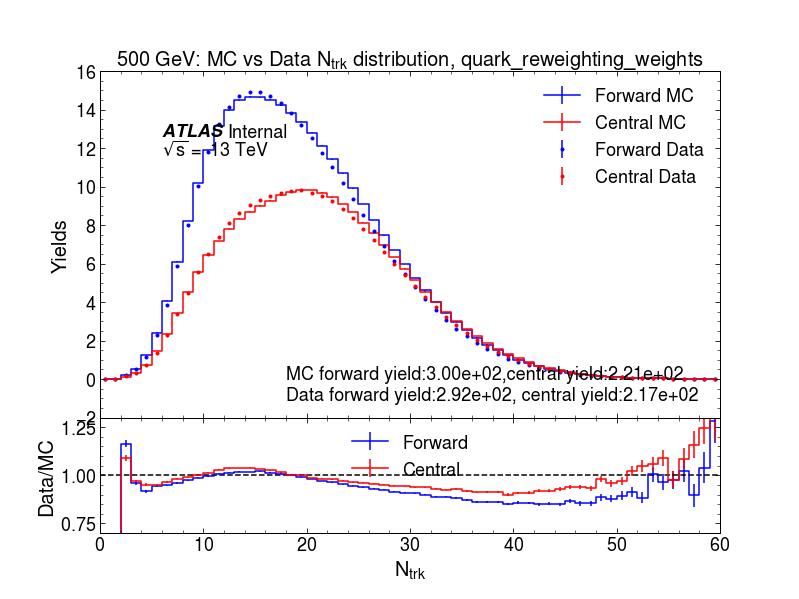 500 GeV: MC vs Data Ntrk distribution, quark_reweighting_weights
16
14
12
10
8
6
4
2
0
−2
Yields
ATLAS Internal
√s = 13 TeV
Forward MC
Central MC
Forward Data
Central Data
MC forward yield:3.00e+02,central yield:2.21e+02
Data forward yield:2.92e+02, central yield:2.17e+02
1.25
1.00
0.75
Data/MC
Forward
Central
0 10 20 30 40 50 60
Ntrk